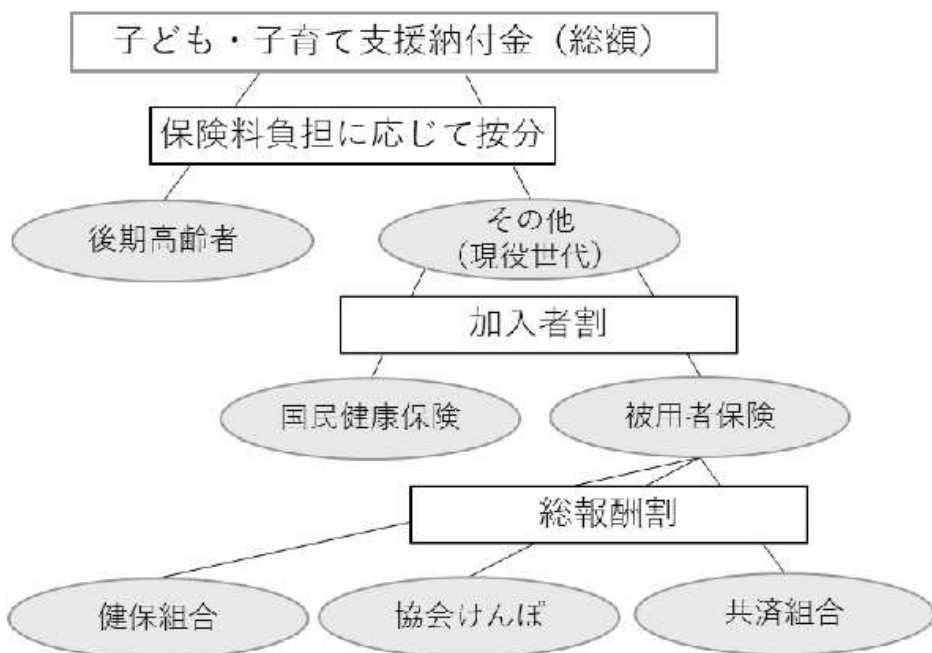 子ども・子育て支援納付金（総額）
保険料負担に応じて按分
後期高齢者
その他
（現役世代）
加入者割
国民健康保険
被用者保険
総報酬割
健保組合
協会けんぽ
共済組合